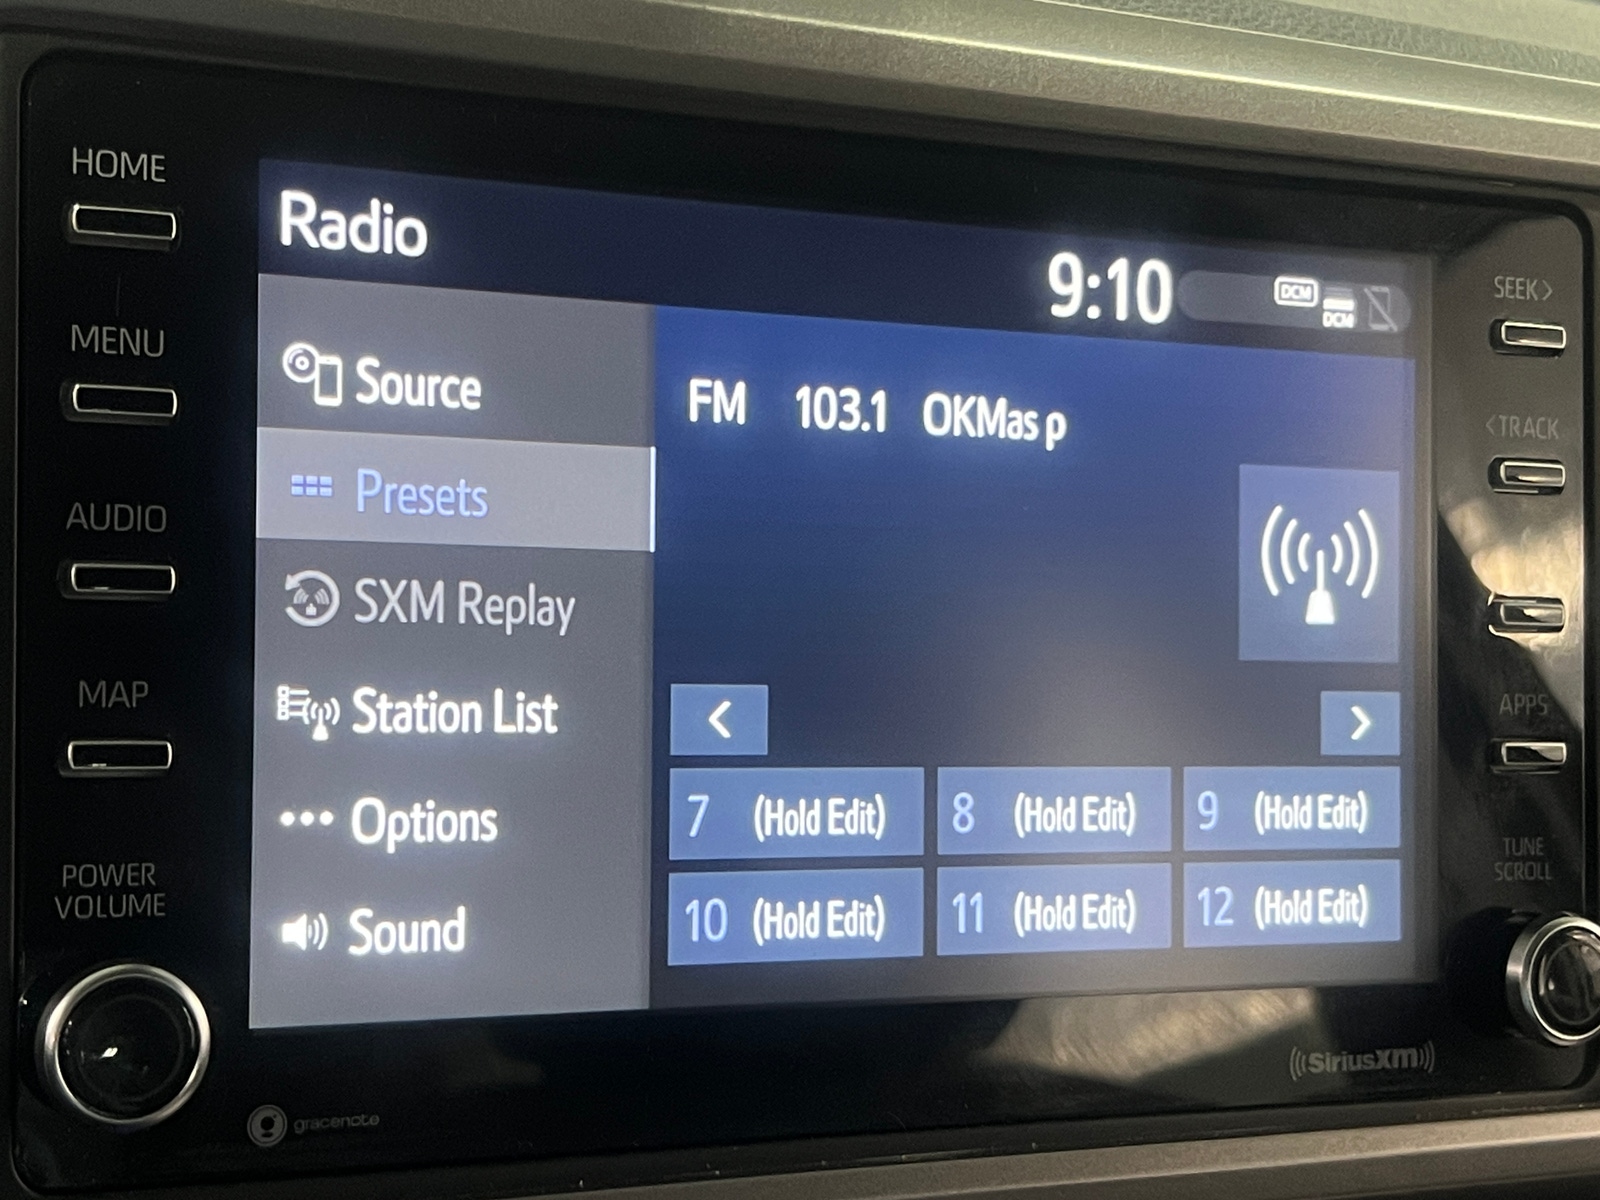 HOME
MENU
AUDIO
MAP
POWER
VOLUME
Radio
9:10
DCM
DCM
Source
Presets
SXM Replay
Station List
Options
Sound
FM 103.1 OKMas p
<
>
7 (Hold Edit) 8 (Hold Edit) 9 (Hold Edit)
10 (Hold Edit) 11 (Hold Edit) 12 (Hold Edit)
SEEK>
<TRACK
APPS
TUNE
SCROLL
gracenote
SiriusXM